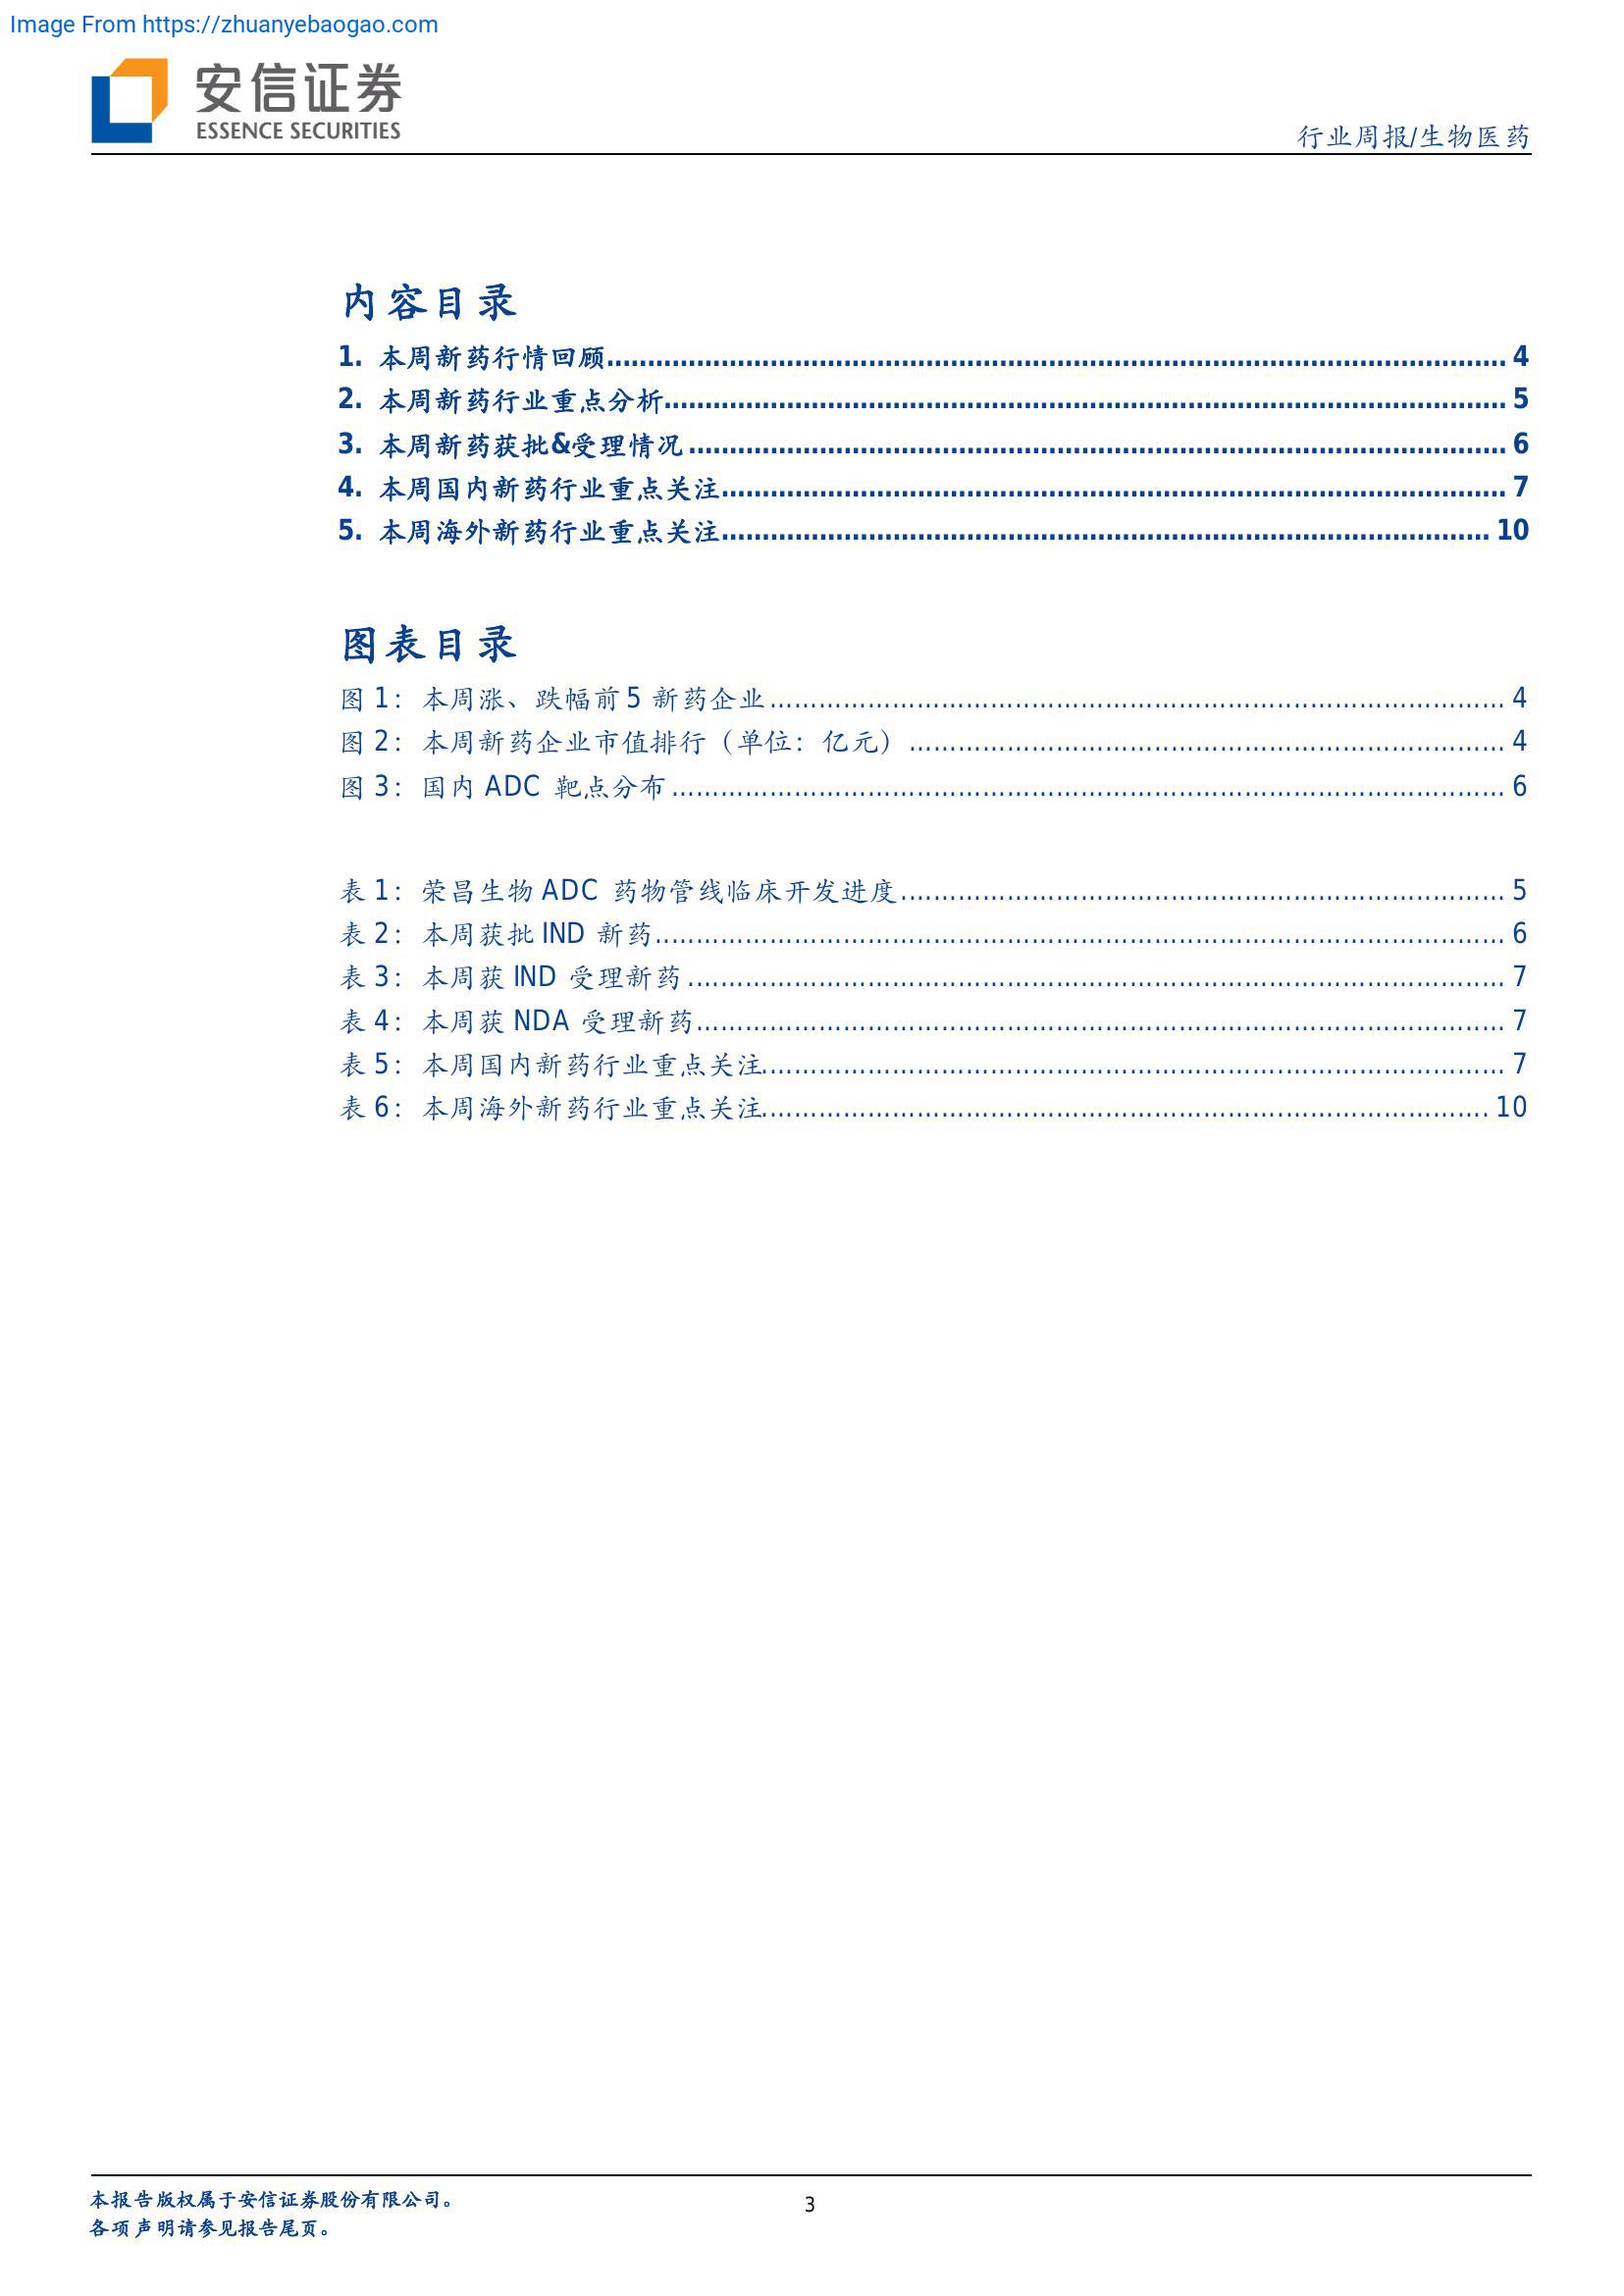 Image From https://zhuanyebaogao.com
安信证券
ESSENCE SECURITIES
行业周报/生物医药
内容目录
1. 本周新药行情回顾 4
2. 本周新药行业重点分析 5
3. 本周新药获批&受理情况 6
4. 本周国内新药行业重点关注 7
5. 本周海外新药行业重点关注 10
图表目录
图 1：本周涨、跌幅前 5 新药企业 4
图 2：本周新药企业市值排行（单位：亿元） 4
图 3：国内 ADC 靶点分布 6
表 1：荣昌生物 ADC 药物管线临床开发进度 5
表 2：本周获批 IND 新药 6
表 3：本周获 IND 受理新药 7
表 4：本周获 NDA 受理新药 7
表 5：本周国内新药行业重点关注 7
表 6：本周海外新药行业重点关注 10
本报告版权属于安信证券股份有限公司。
3
各项声明请参见报告尾页。